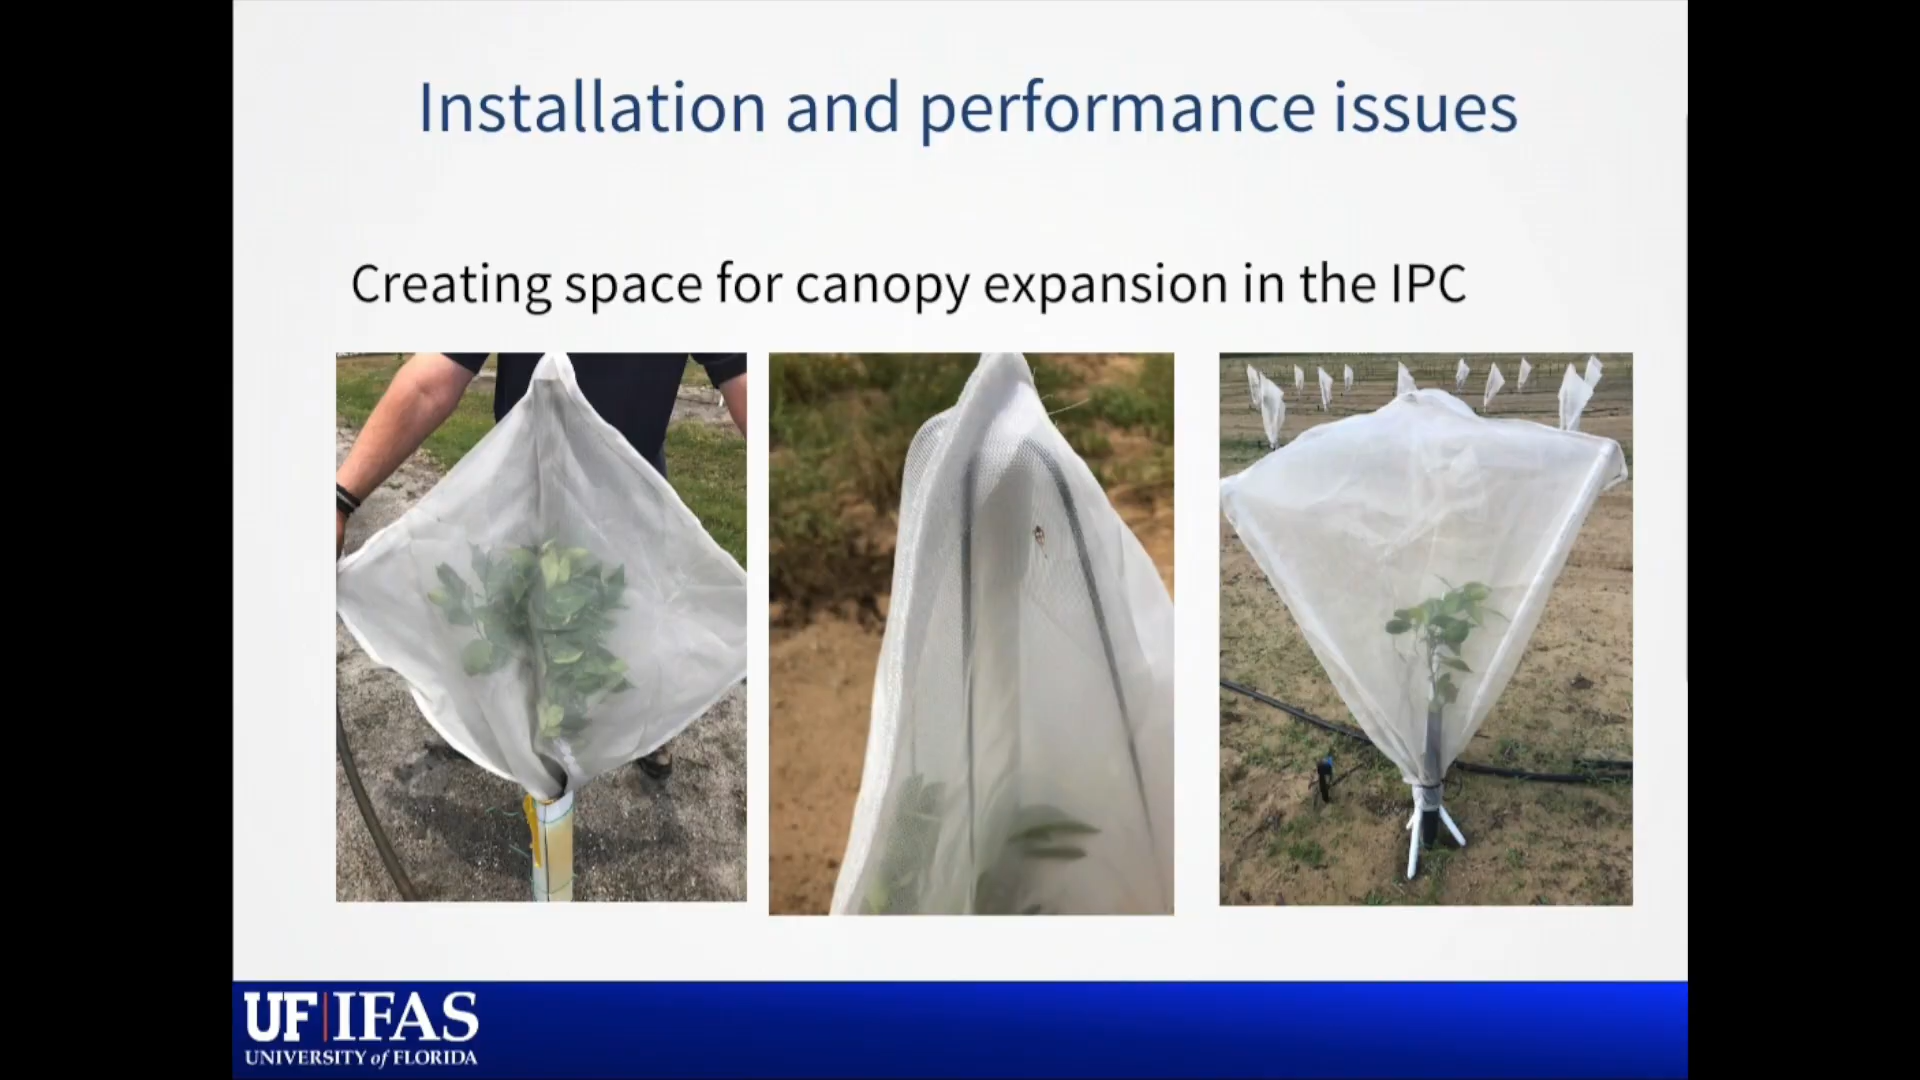 Installation and performance issues
Creating space for canopy expansion in the IPC
UF|IFAS
UNIVERSITY of FLORIDA